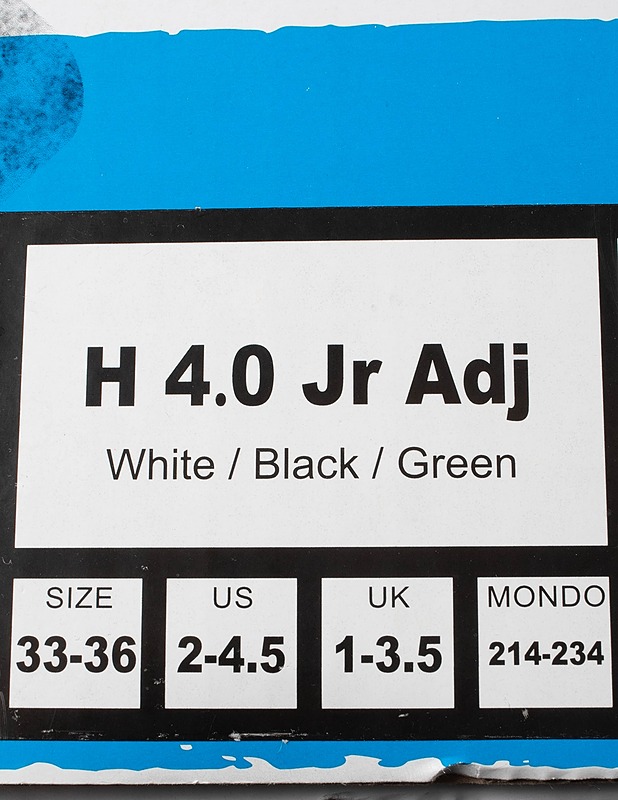 H 4.0 Jr Adj
White / Black / Green
SIZE US UK MONDO
33-36 2-4.5 1-3.5 214-234